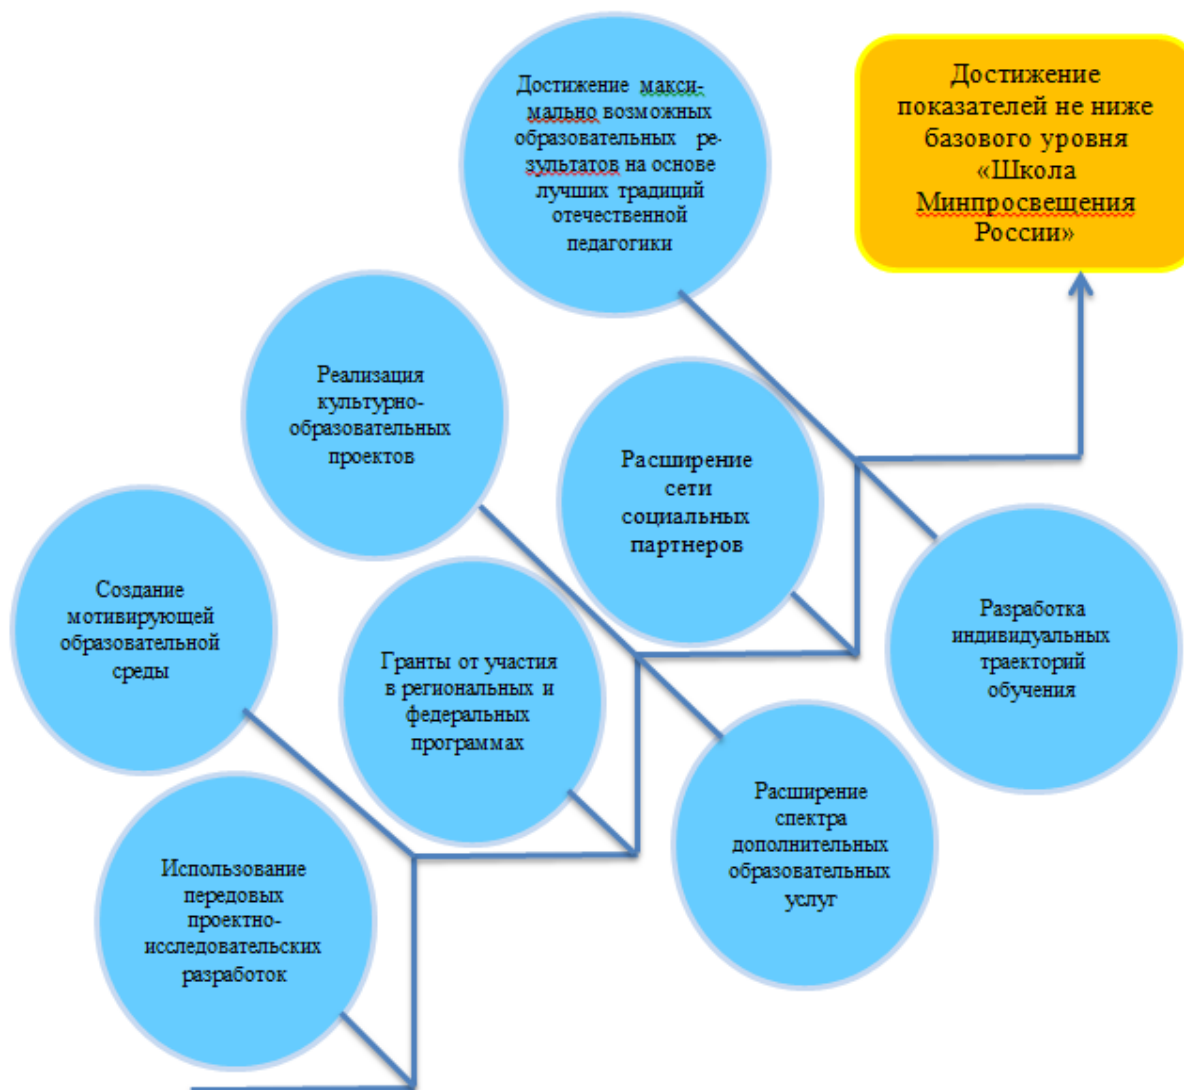 Достижение макси-
мально возможных
образовательных ре-
зультатов на основе
лучших традиций
отечественной
педагогики
Достижение
показателей не ниже
базового уровня
«Школа
Минпросвещения
России»
Реализация
культурно-
образовательных
проектов
Расширение
сети
социальных
партнеров
Создание
мотивирующей
образовательной
среды
Гранты от участия
в региональных и
федеральных
программах
Разработка
индивидуальных
траекторий
обучения
Использование
передовых
проектно-
исследовательских
разработок
Расширение
спектра
дополнительных
образовательных
услуг